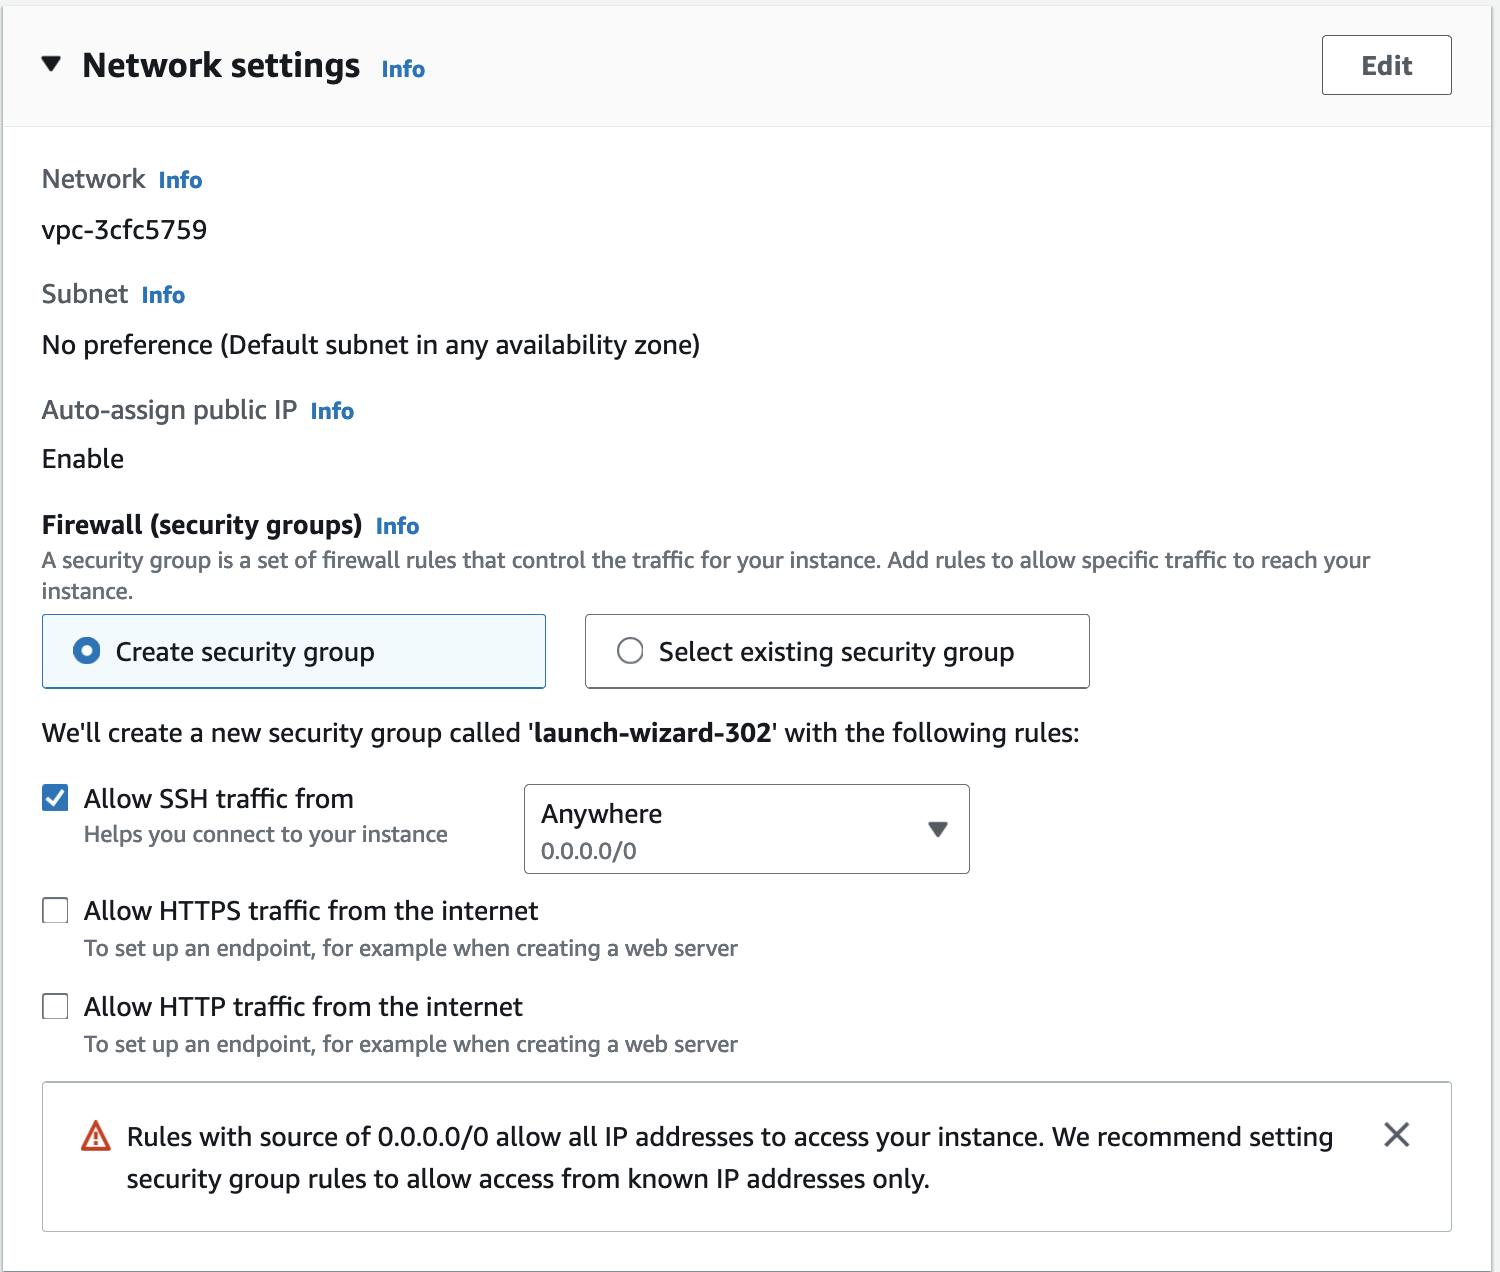 Network settings Info
Edit
Network Info
vpc-3cfc5759
Subnet Info
No preference (Default subnet in any availability zone)
Auto-assign public IP Info
Enable
Firewall (security groups) Info
A security group is a set of firewall rules that control the traffic for your instance. Add rules to allow specific traffic to reach your
instance.
Create security group
Select existing security group
We'll create a new security group called 'launch-wizard-302' with the following rules:
Allow SSH traffic from
Helps you connect to your instance
Anywhere
0.0.0.0/0
Allow HTTPS traffic from the internet
To set up an endpoint, for example when creating a web server
Allow HTTP traffic from the internet
To set up an endpoint, for example when creating a web server
Rules with source of 0.0.0.0/0 allow all IP addresses to access your instance. We recommend setting
security group rules to allow access from known IP addresses only.